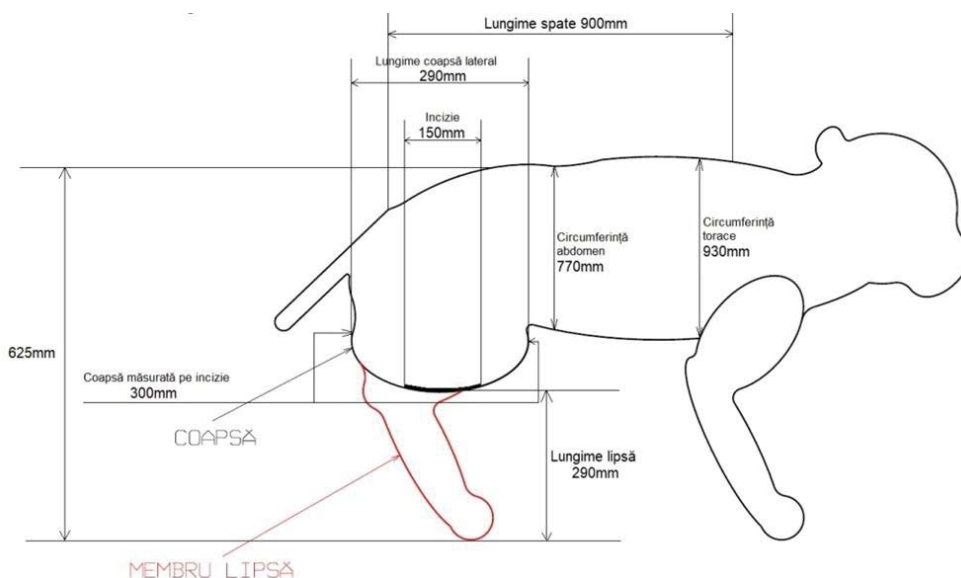 Lungime spate 900mm
Lungime coapsă lateral
290mm
Incizie
150mm
Circumferință
abdomen
770mm
Circumferință
torace
930mm
625mm
Coapsă măsurată pe incizie
300mm
COAPSĂ
Lungime lipsă
290mm
MEMBRU LIPSĂ